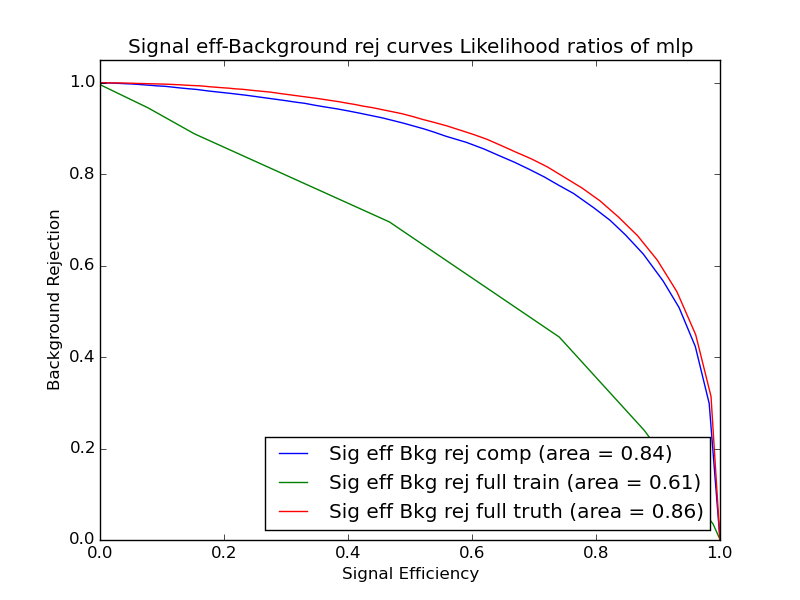 Signal eff-Background rej curves Likelihood ratios of mlp
1.0
0.8
0.6
0.4
0.2
0.0
Background Rejection
Sig eff Bkg rej comp (area = 0.84)
Sig eff Bkg rej full train (area = 0.61)
Sig eff Bkg rej full truth (area = 0.86)
0.0 0.2 0.4 0.6 0.8 1.0
Signal Efficiency